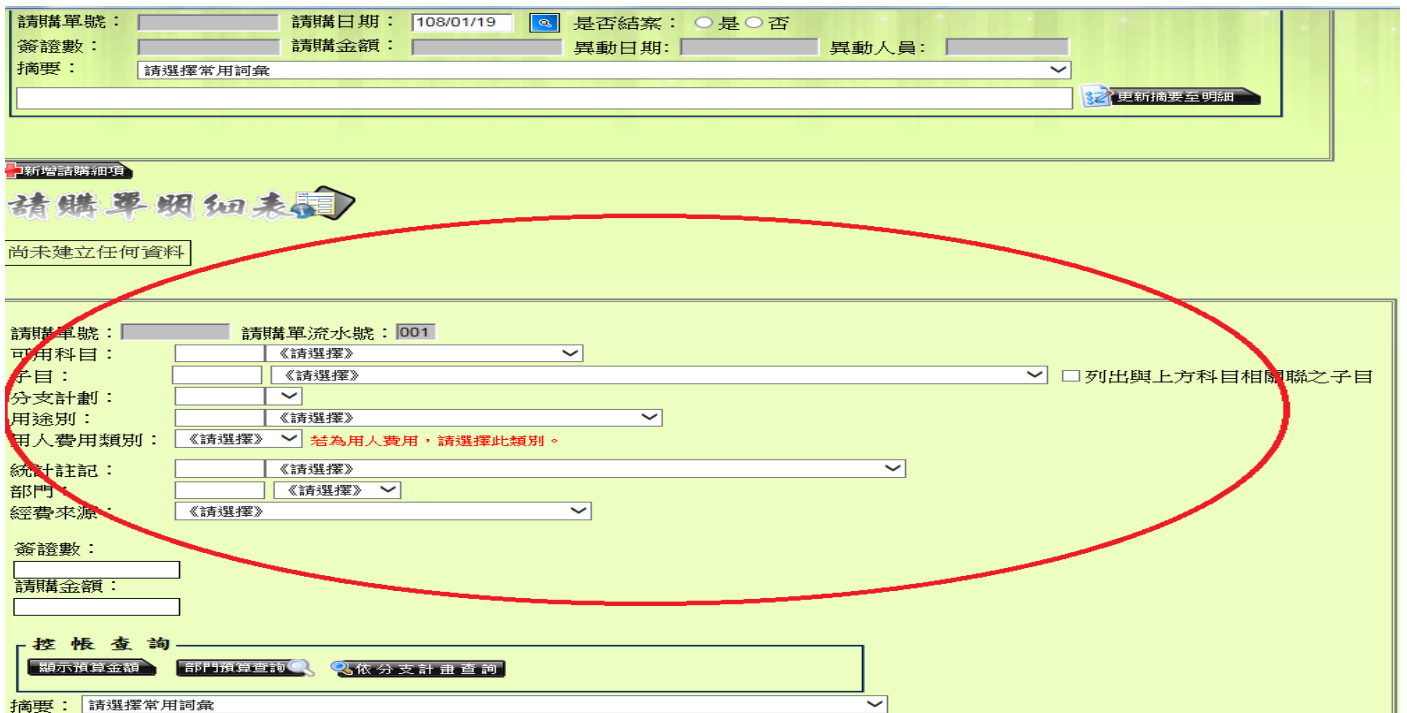 請購單號： 請購日期： 108/01/19 是否結案： ○是○否
簽證數： 請購金額： 異動日期: 異動人員:
摘要： 請選擇常用詞彙
更新摘要至明細
新增請購細項
請購單明細表
尚未建立任何資料
請購單號： 請購單流水號：001
可用科目： 《請選擇》
子目： 《請選擇》 □列出與上方科目相關聯之子目
分支計劃：
用途別： 《請選擇》
用人費用類別： 《請選擇》 若為用人費用，請選擇此類別。
統計註記： 《請選擇》
部門： 《請選擇》
經費來源： 《請選擇》
簽證數：
請購金額：
控帳查詢
顯示預算金額 部門預算查詢 依分支計畫查詢
摘要： 請選擇常用詞彙